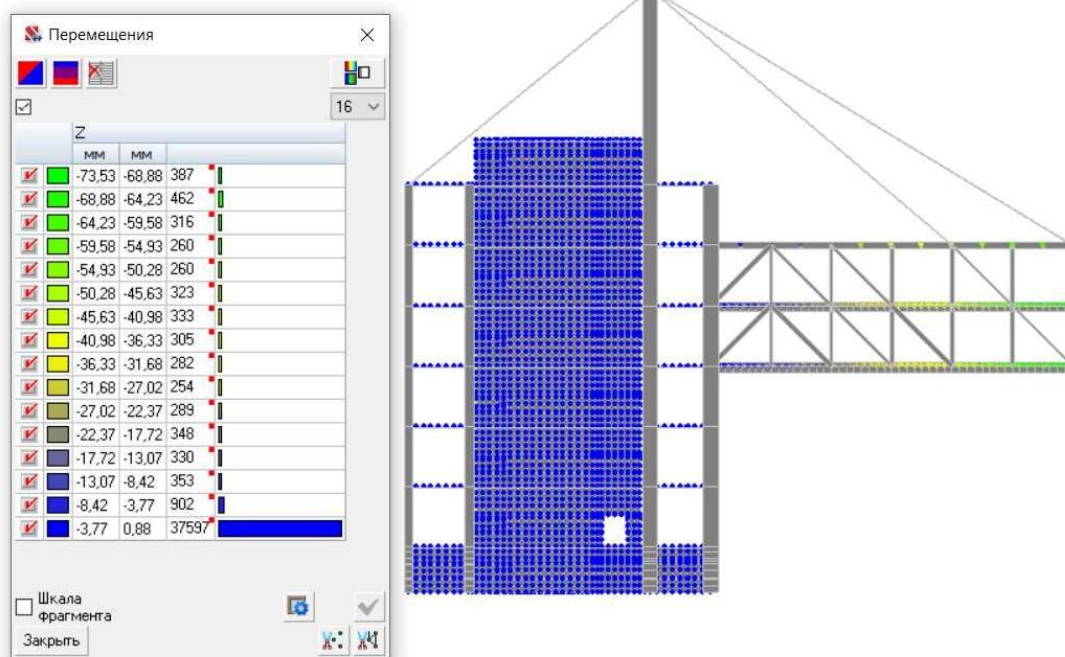 Перемещения
16
Z
мм мм
-73,53 -68,88 387
-68,88 -64,23 462
-64,23 -59,58 316
-59,58 -54,93 260
-54,93 -50,28 260
-50,28 -45,63 323
-45,63 -40,98 333
-40,98 -36,33 305
-36,33 -31,68 282
-31,68 -27,02 254
-27,02 -22,37 289
-22,37 -17,72 348
-17,72 -13,07 330
-13,07 -8,42 353
-8,42 -3,77 902
-3,77 0,88 37597
Шкала
фрагмента
Закрыть